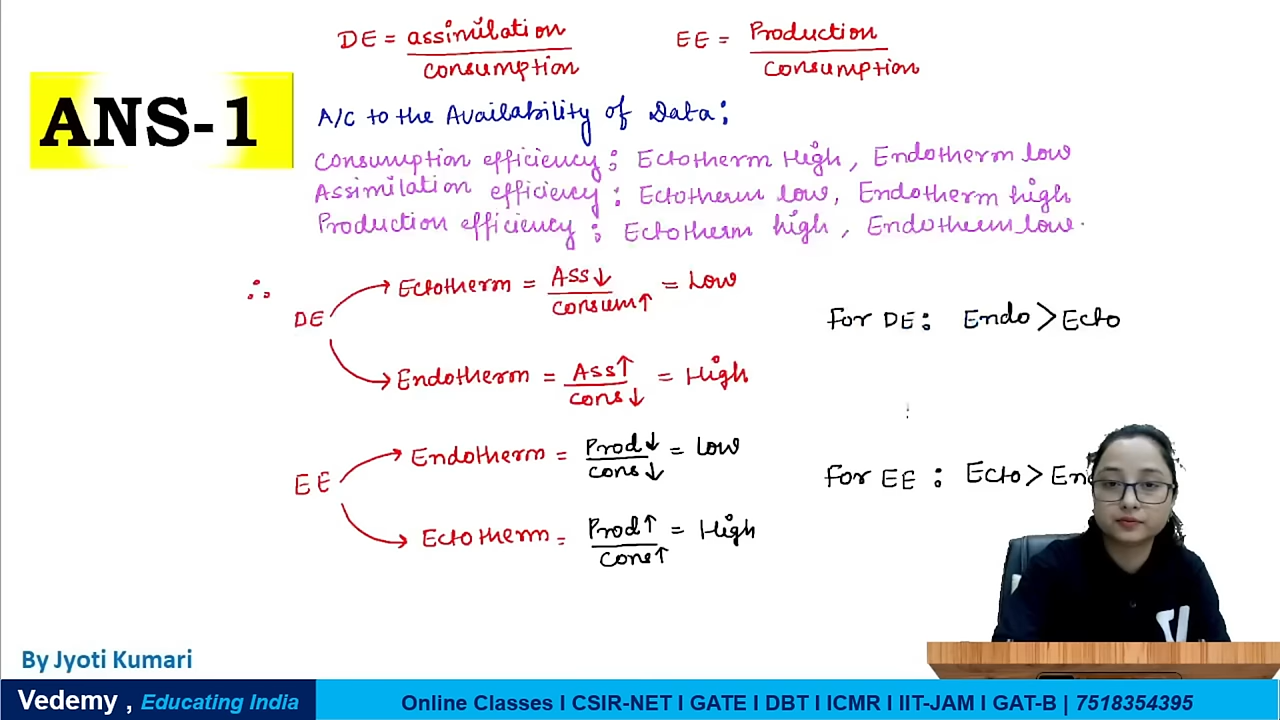 DE = assimilation / consumption EE = Production / consumption
ANS-1
A/C to the Availability of Data:
Consumption efficiency: Ectotherm High, Endotherm low
Assimilation efficiency: Ectotherm low, Endotherm high
Production efficiency: Ectotherm high, Endotherm low.
∴ DE → Ectotherm = Ass↓ / Consum↑ = Low
→ Endotherm = Ass↑ / Cons↓ = High
For DE: Endo > Ecto
EE → Endotherm = Prod↓ / Cons↓ = Low
→ Ectotherm = Prod↑ / Cons↑ = High
For EE: Ecto > End
By Jyoti Kumari
Vedemy , Educating India
Online Classes I CSIR-NET I GATE I DBT I ICMR I IIT-JAM I GAT-B | 7518354395